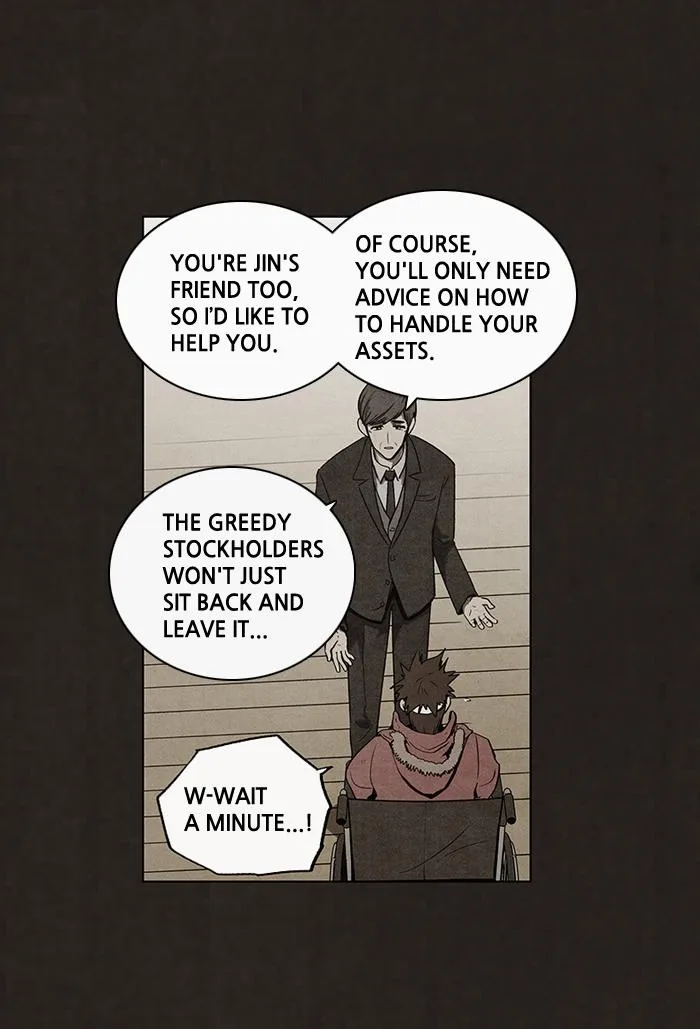 YOU'RE JIN'S
FRIEND TOO,
SO I'D LIKE TO
HELP YOU.
OF COURSE,
YOU'LL ONLY NEED
ADVICE ON HOW
TO HANDLE YOUR
ASSETS.
THE GREEDY
STOCKHOLDERS
WON'T JUST
SIT BACK AND
LEAVE IT...
W-WAIT
A MINUTE...!